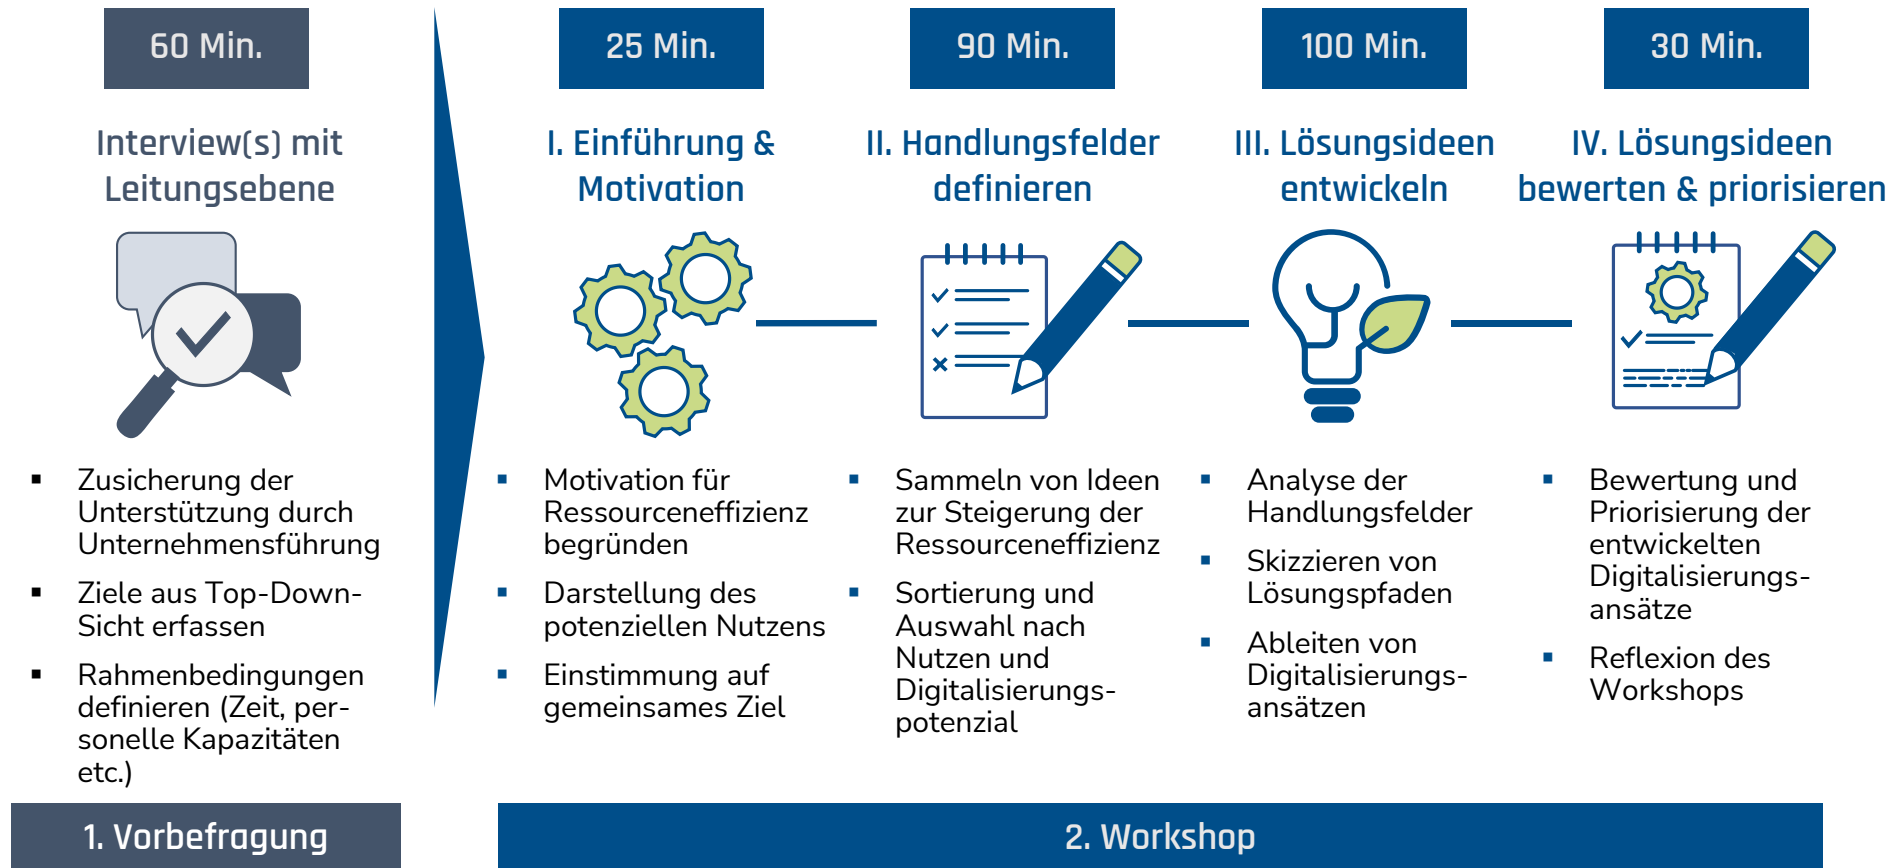 60 Min.
Interview(s) mit
Leitungsebene
▪ Zusicherung der
Unterstützung durch
Unternehmensführung
▪ Ziele aus Top-Down-
Sicht erfassen
▪ Rahmenbedingungen
definieren (Zeit, per-
sonelle Kapazitäten
etc.)
1. Vorbefragung
25 Min.
I. Einführung &
Motivation
▪ Motivation für
Ressourceneffizienz
begründen
▪ Darstellung des
potenziellen Nutzens
▪ Einstimmung auf
gemeinsames Ziel
90 Min.
II. Handlungsfelder
definieren
▪ Sammeln von Ideen
zur Steigerung der
Ressourceneffizienz
▪ Sortierung und
Auswahl nach
Nutzen und
Digitalisierungs-
potenzial
100 Min.
III. Lösungsideen
entwickeln
▪ Analyse der
Handlungsfelder
▪ Skizzieren von
Lösungspfaden
▪ Ableiten von
Digitalisierungs-
ansätzen
30 Min.
IV. Lösungsideen
bewerten & priorisieren
▪ Bewertung und
Priorisierung der
entwickelten
Digitalisierungs-
ansätze
▪ Reflexion des
Workshops
2. Workshop